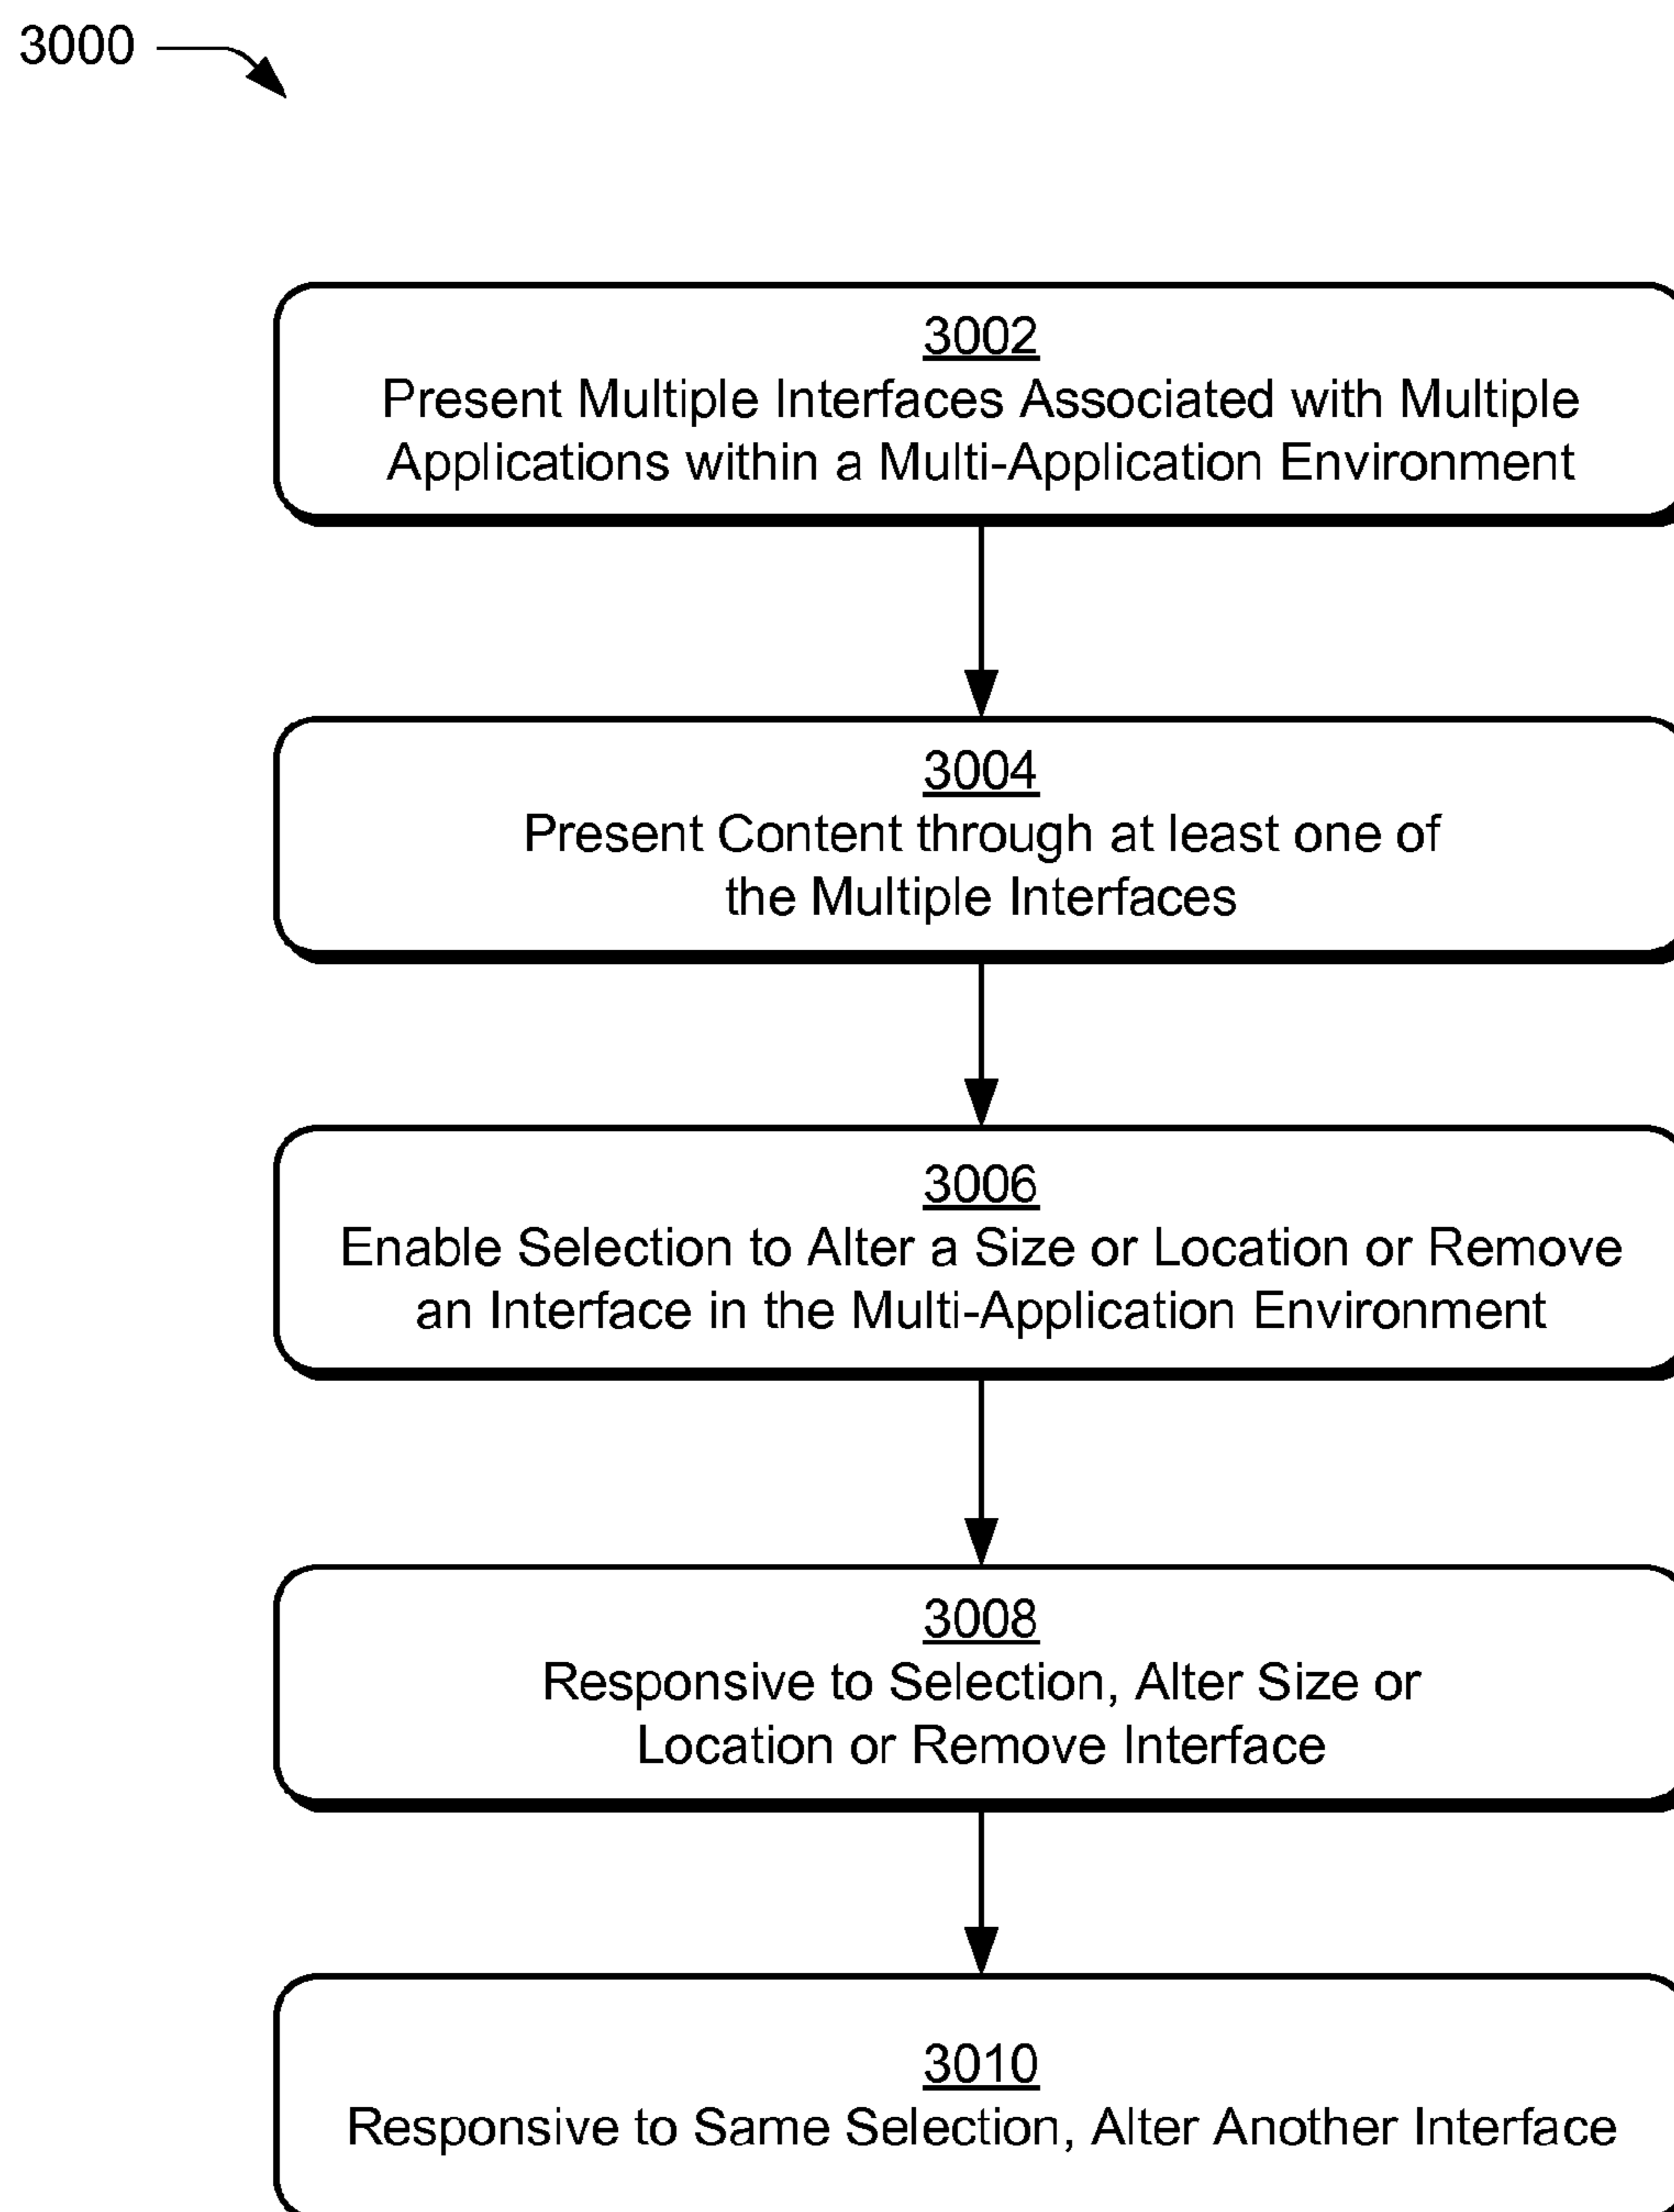 3000
3002
Present Multiple Interfaces Associated with Multiple
Applications within a Multi-Application Environment
3004
Present Content through at least one of
the Multiple Interfaces
3006
Enable Selection to Alter a Size or Location or Remove
an Interface in the Multi-Application Environment
3008
Responsive to Selection, Alter Size or
Location or Remove Interface
3010
Responsive to Same Selection, Alter Another Interface